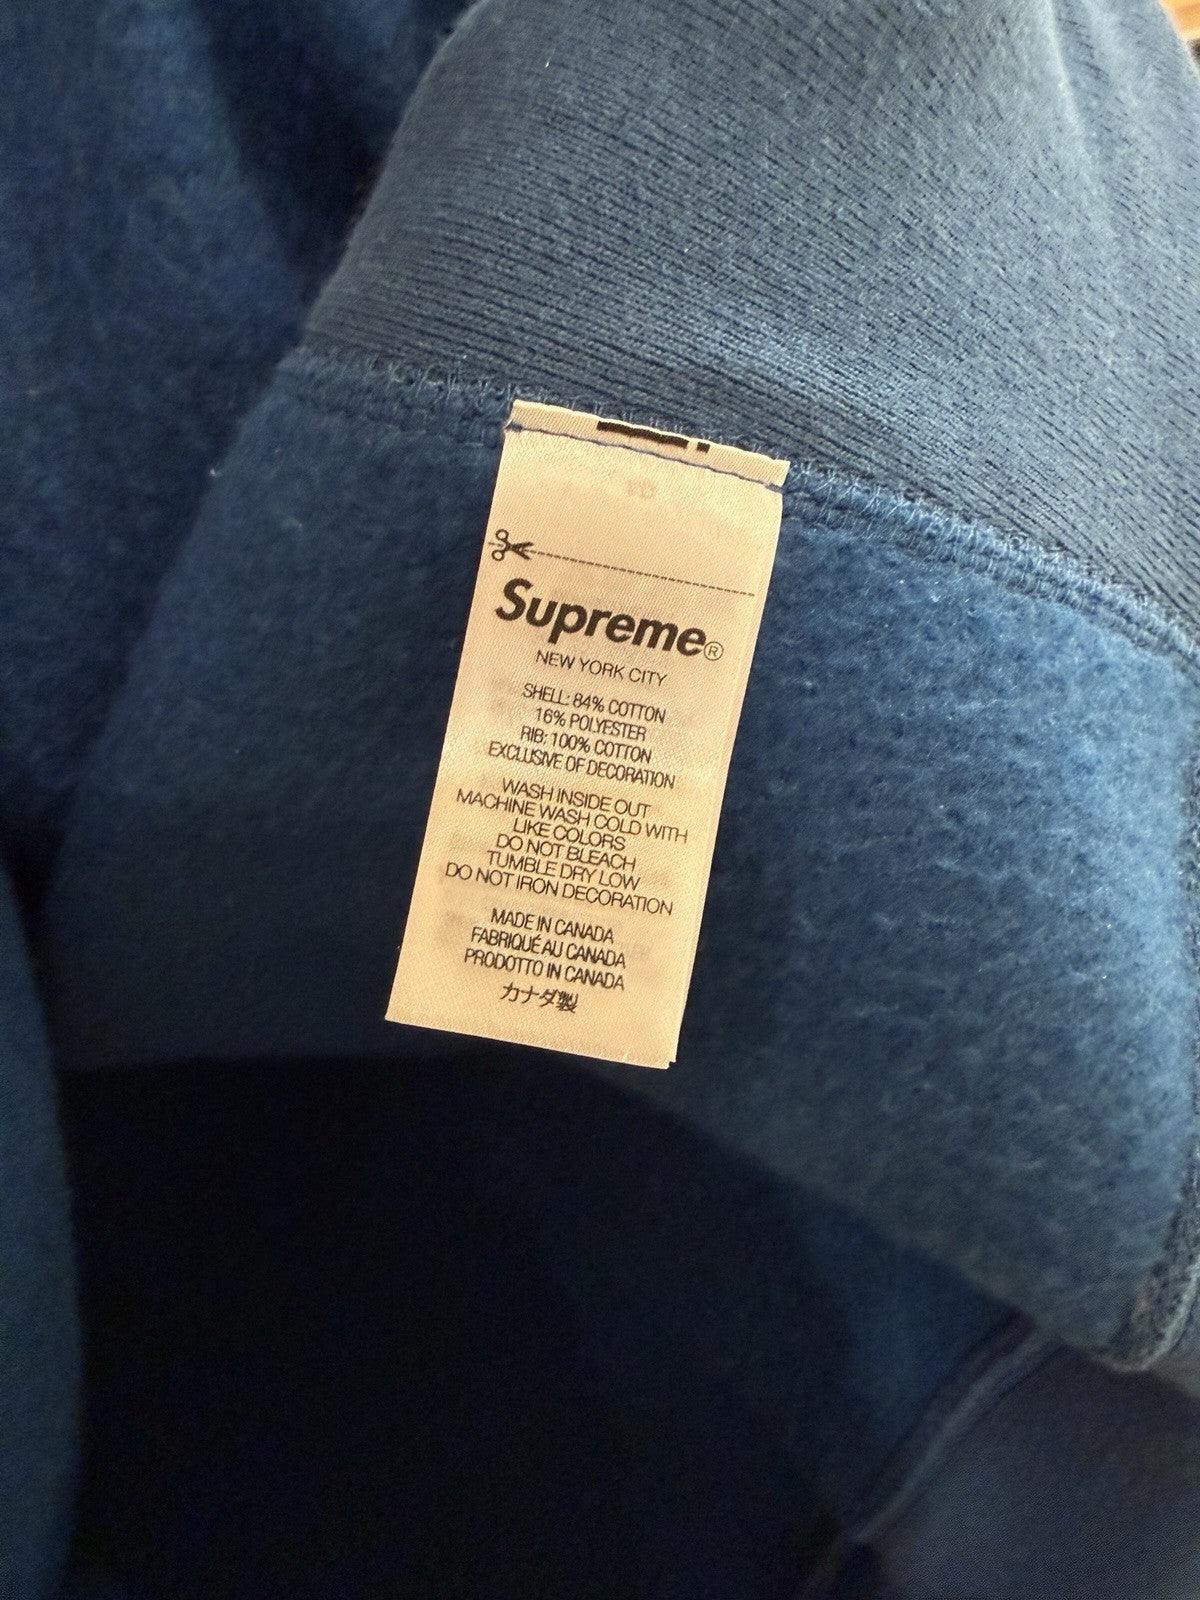 Supreme®
NEW YORK CITY
SHELL: 84% COTTON
16% POLYESTER
RIB: 100% COTTON
EXCLUSIVE OF DECORATION
WASH INSIDE OUT
MACHINE WASH COLD WITH
LIKE COLORS
DO NOT BLEACH
TUMBLE DRY LOW
DO NOT IRON DECORATION
MADE IN CANADA
FABRIQUÉ AU CANADA
PRODOTTO IN CANADA
カナダ製